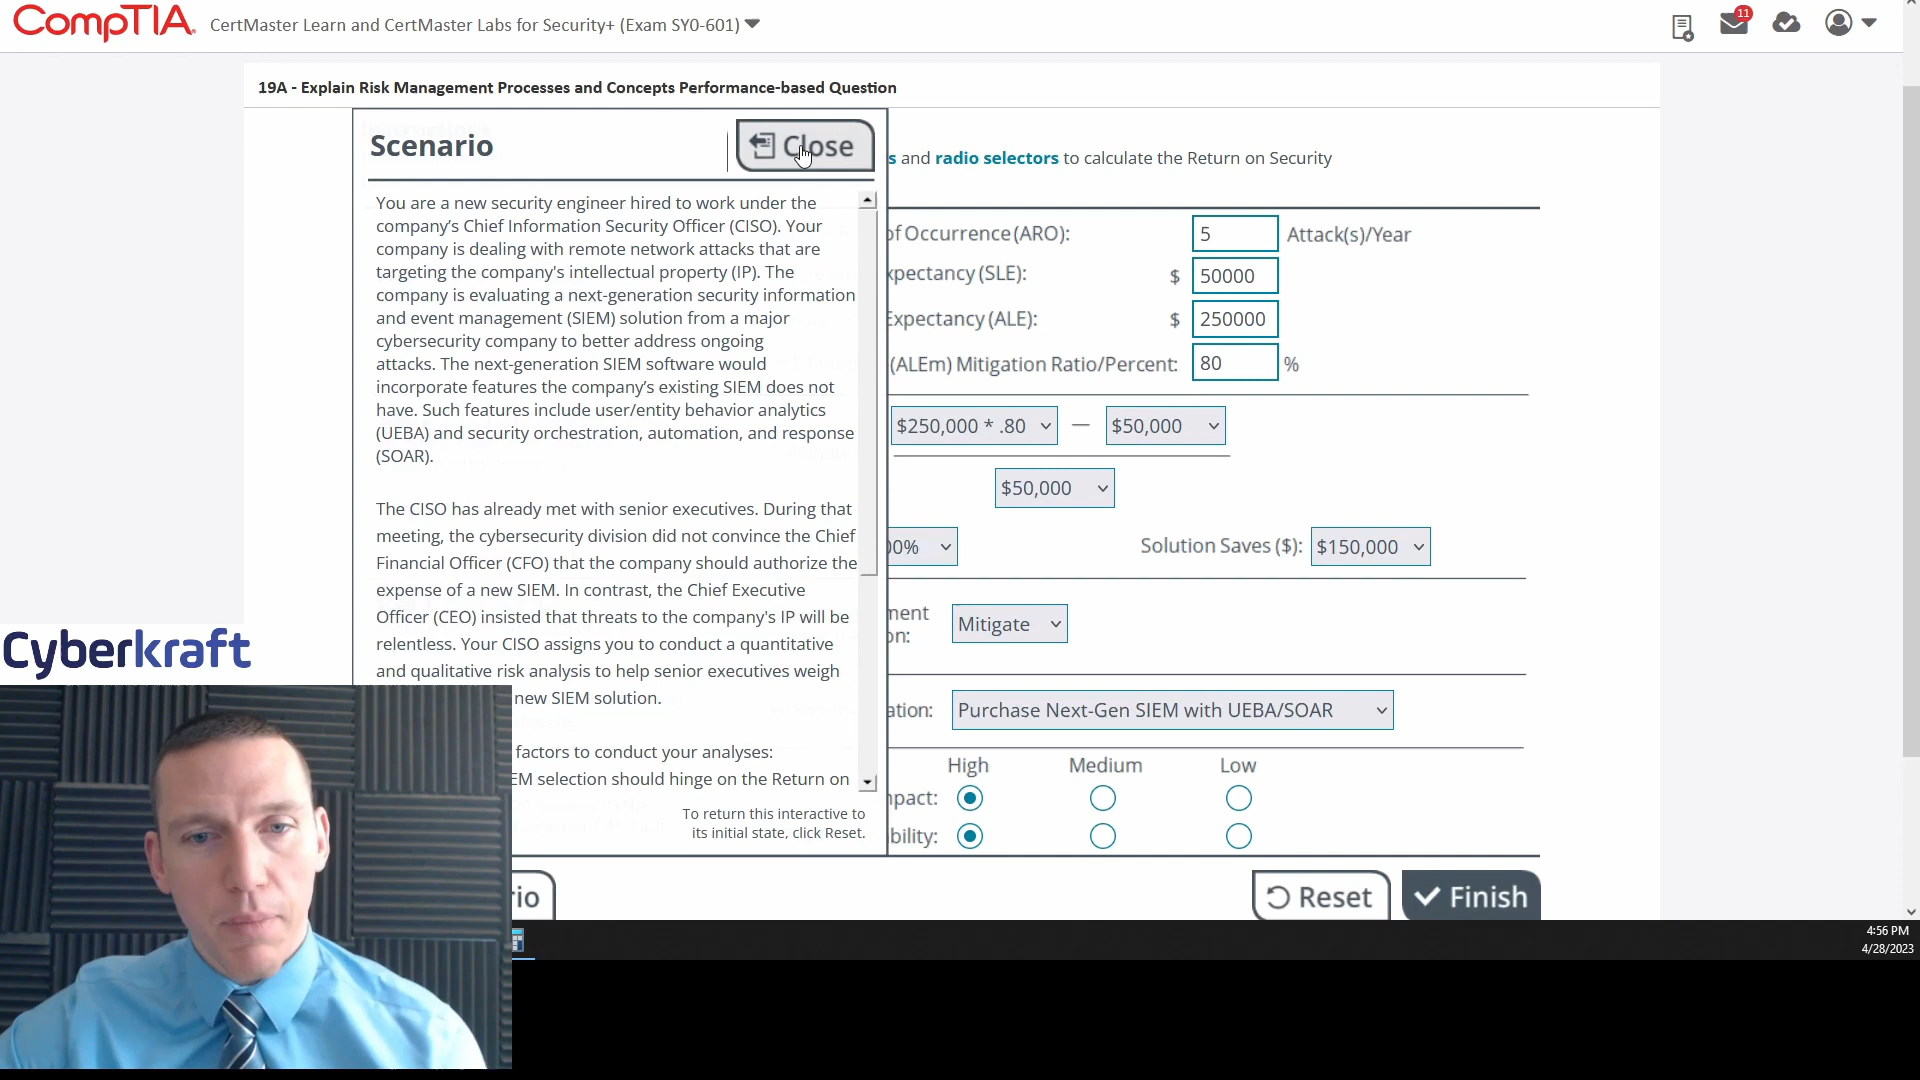 CompTIA.
CertMaster Learn and CertMaster Labs for Security+ (Exam SY0-601)
11
19A - Explain Risk Management Processes and Concepts Performance-based Question
Scenario
Close
s and radio selectors to calculate the Return on Security
You are a new security engineer hired to work under the
company's Chief Information Security Officer (CISO). Your
company is dealing with remote network attacks that are
targeting the company's intellectual property (IP). The
company is evaluating a next-generation security information
and event management (SIEM) solution from a major
cybersecurity company to better address ongoing
attacks. The next-generation SIEM software would
incorporate features the company's existing SIEM does not
have. Such features include user/entity behavior analytics
(UEBA) and security orchestration, automation, and response
(SOAR).
The CISO has already met with senior executives. During that
meeting, the cybersecurity division did not convince the Chief
Financial Officer (CFO) that the company should authorize the
expense of a new SIEM. In contrast, the Chief Executive
Officer (CEO) insisted that threats to the company's IP will be
relentless. Your CISO assigns you to conduct a quantitative
and qualitative risk analysis to help senior executives weigh
new SIEM solution.
factors to conduct your analyses:
EM selection should hinge on the Return on
To return this interactive to
its initial state, click Reset.
of Occurrence (ARO): 5 Attack(s)/Year
xpectancy (SLE): $ 50000
Expectancy (ALE): $ 250000
(ALEm) Mitigation Ratio/Percent: 80 %
$250,000 * .80 — $50,000
$50,000
00% Solution Saves ($): $150,000
ment
on: Mitigate
ation: Purchase Next-Gen SIEM with UEBA/SOAR
High Medium Low
pact:
bility:
io
Reset
Finish
Cyberkraft
4:56 PM
4/28/2023